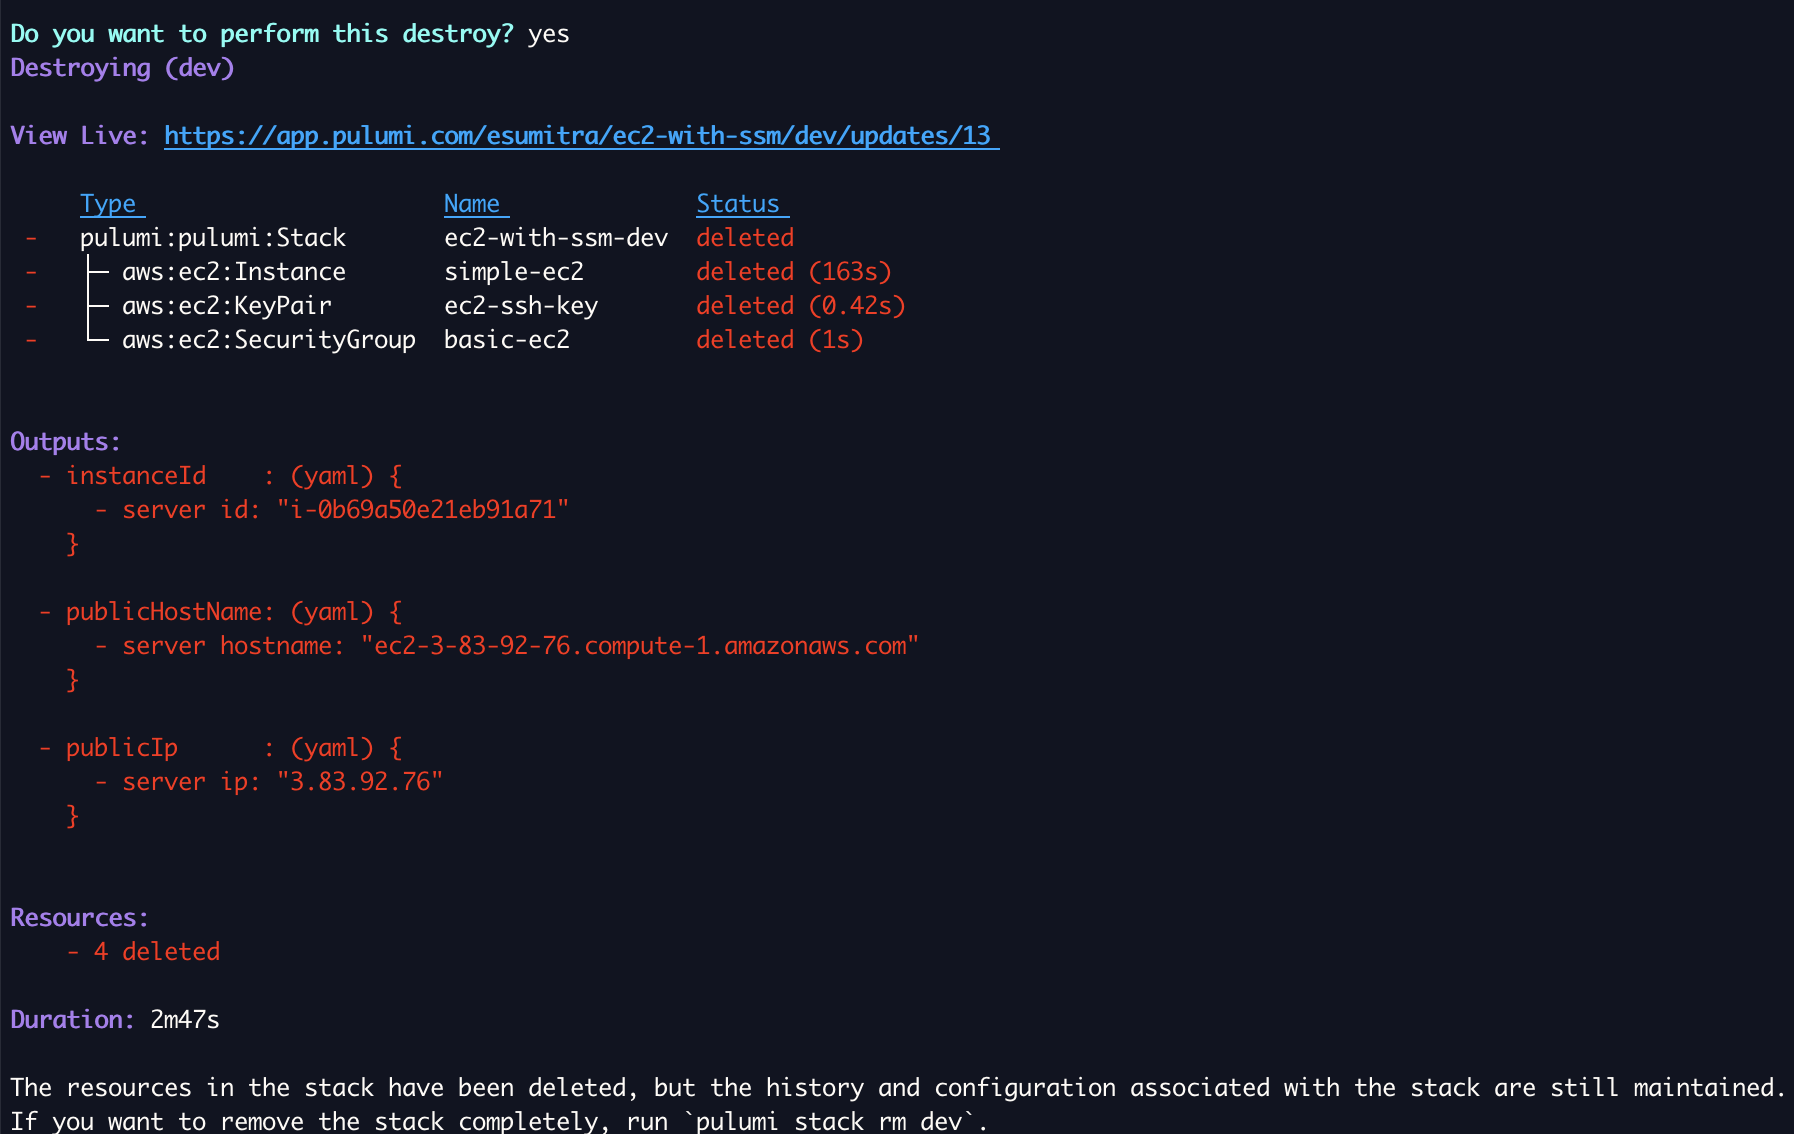 Do you want to perform this destroy? yes
Destroying (dev)
View Live: https://app.pulumi.com/esumitra/ec2-with-ssm/dev/updates/13
Type Name Status
- pulumi:pulumi:Stack ec2-with-ssm-dev deleted
- ├─ aws:ec2:Instance simple-ec2 deleted (163s)
- ├─ aws:ec2:KeyPair ec2-ssh-key deleted (0.42s)
- └─ aws:ec2:SecurityGroup basic-ec2 deleted (1s)
Outputs:
- instanceId : (yaml) {
- server id: "i-0b69a50e21eb91a71"
}
- publicHostName: (yaml) {
- server hostname: "ec2-3-83-92-76.compute-1.amazonaws.com"
}
- publicIp : (yaml) {
- server ip: "3.83.92.76"
}
Resources:
- 4 deleted
Duration: 2m47s
The resources in the stack have been deleted, but the history and configuration associated with the stack are still maintained.
If you want to remove the stack completely, run `pulumi stack rm dev`.